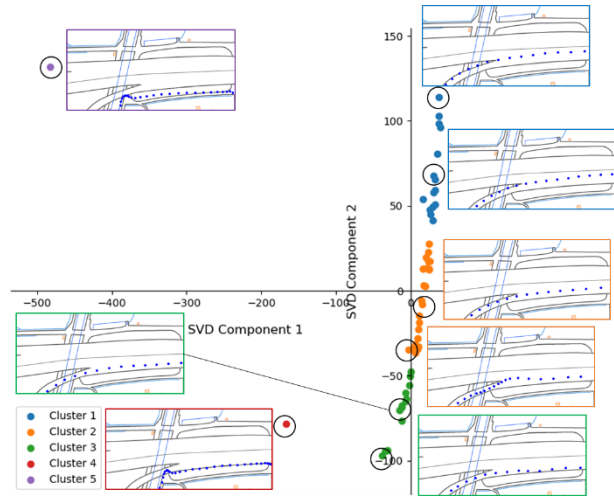 150
100
50
0
−50
−100
SVD Component 2
−500
−400
−300
−200
−100
0
SVD Component 1
Cluster 1
Cluster 2
Cluster 3
Cluster 4
Cluster 5